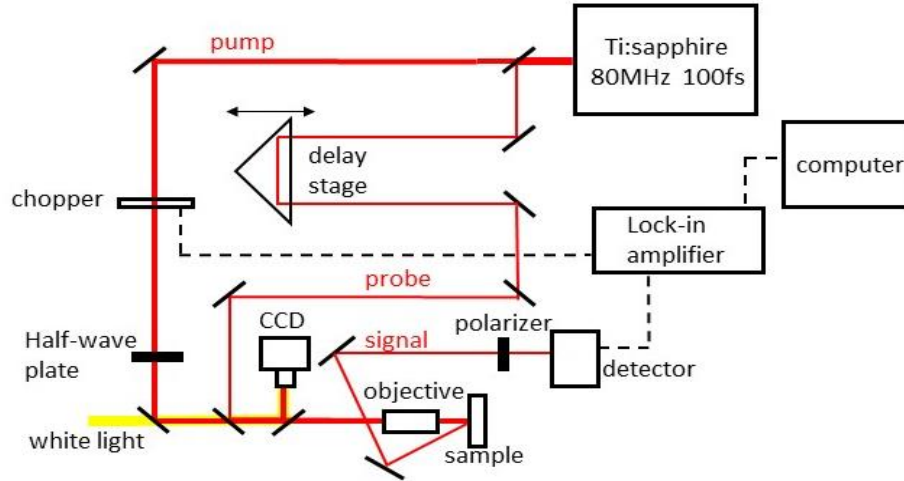 pump
Ti:sapphire
80MHz 100fs
delay
stage
computer
chopper
Lock-in
amplifier
probe
CCD
polarizer
Half-wave
plate
signal
detector
objective
white light
sample